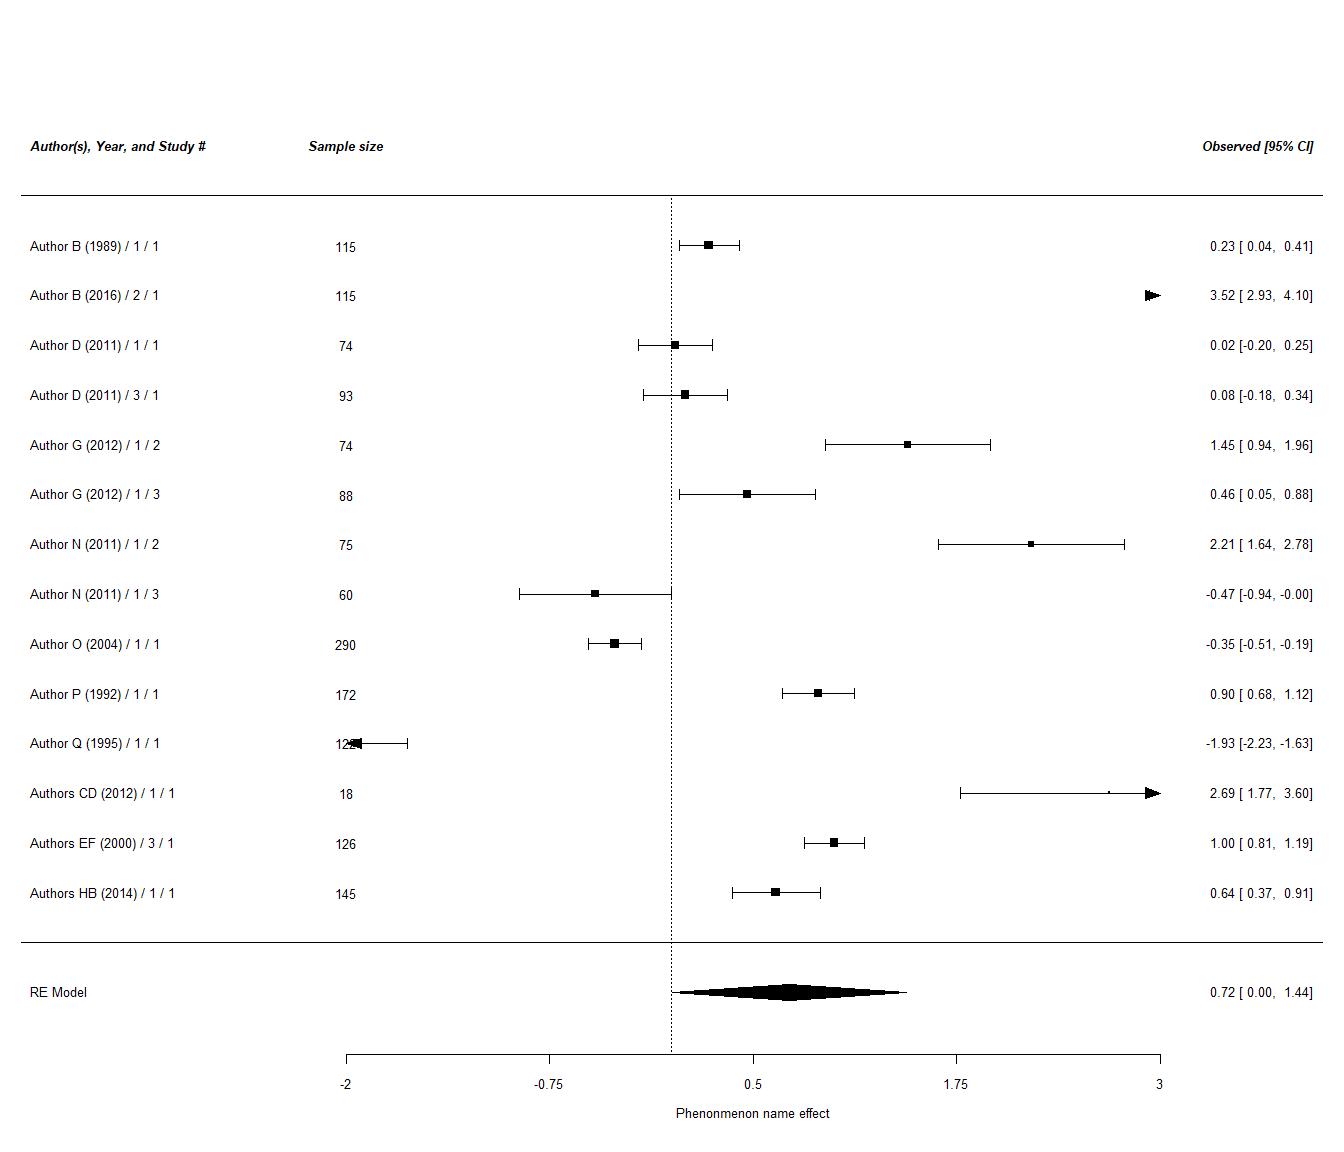 Author(s), Year, and Study # Sample size Observed [95% CI]
Author B (1989) / 1 / 1 115 0.23 [ 0.04, 0.41]
Author B (2016) / 2 / 1 115 3.52 [ 2.93, 4.10]
Author D (2011) / 1 / 1 74 0.02 [-0.20, 0.25]
Author D (2011) / 3 / 1 93 0.08 [-0.18, 0.34]
Author G (2012) / 1 / 2 74 1.45 [ 0.94, 1.96]
Author G (2012) / 1 / 3 88 0.46 [ 0.05, 0.88]
Author N (2011) / 1 / 2 75 2.21 [ 1.64, 2.78]
Author N (2011) / 1 / 3 60 -0.47 [-0.94, -0.00]
Author O (2004) / 1 / 1 290 -0.35 [-0.51, -0.19]
Author P (1992) / 1 / 1 172 0.90 [ 0.68, 1.12]
Author Q (1995) / 1 / 1 122 -1.93 [-2.23, -1.63]
Authors CD (2012) / 1 / 1 18 2.69 [ 1.77, 3.60]
Authors EF (2000) / 3 / 1 126 1.00 [ 0.81, 1.19]
Authors HB (2014) / 1 / 1 145 0.64 [ 0.37, 0.91]
RE Model 0.72 [ 0.00, 1.44]
-2 -0.75 0.5 1.75 3
Phenonmenon name effect